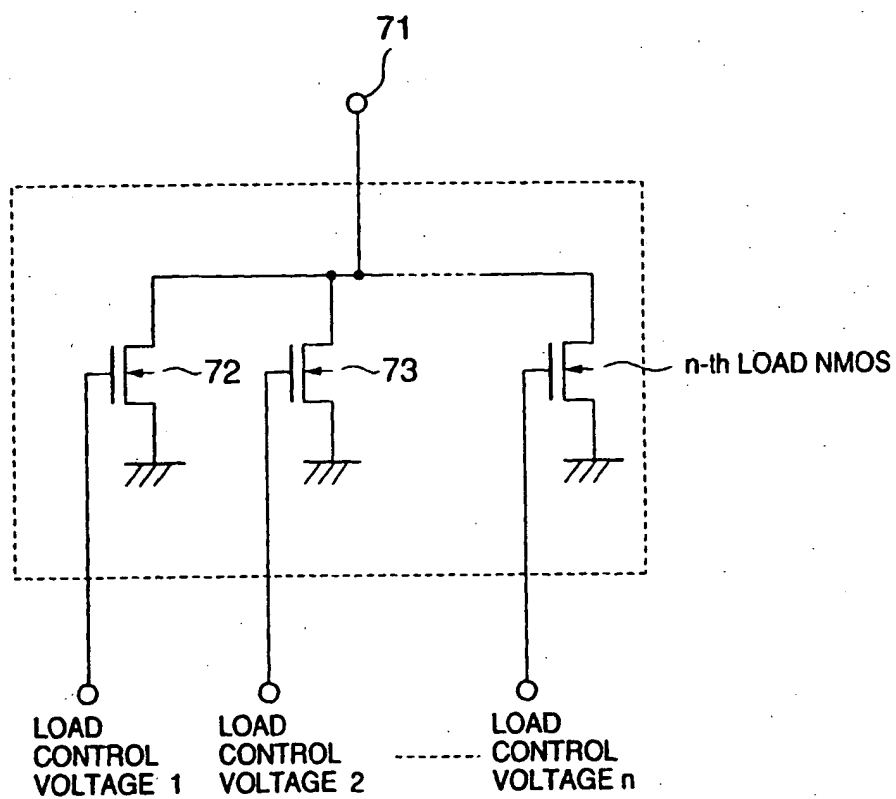 71
72
73
n-th LOAD NMOS
LOAD
CONTROL
VOLTAGE 1
LOAD
CONTROL
VOLTAGE 2
LOAD
CONTROL
VOLTAGE n